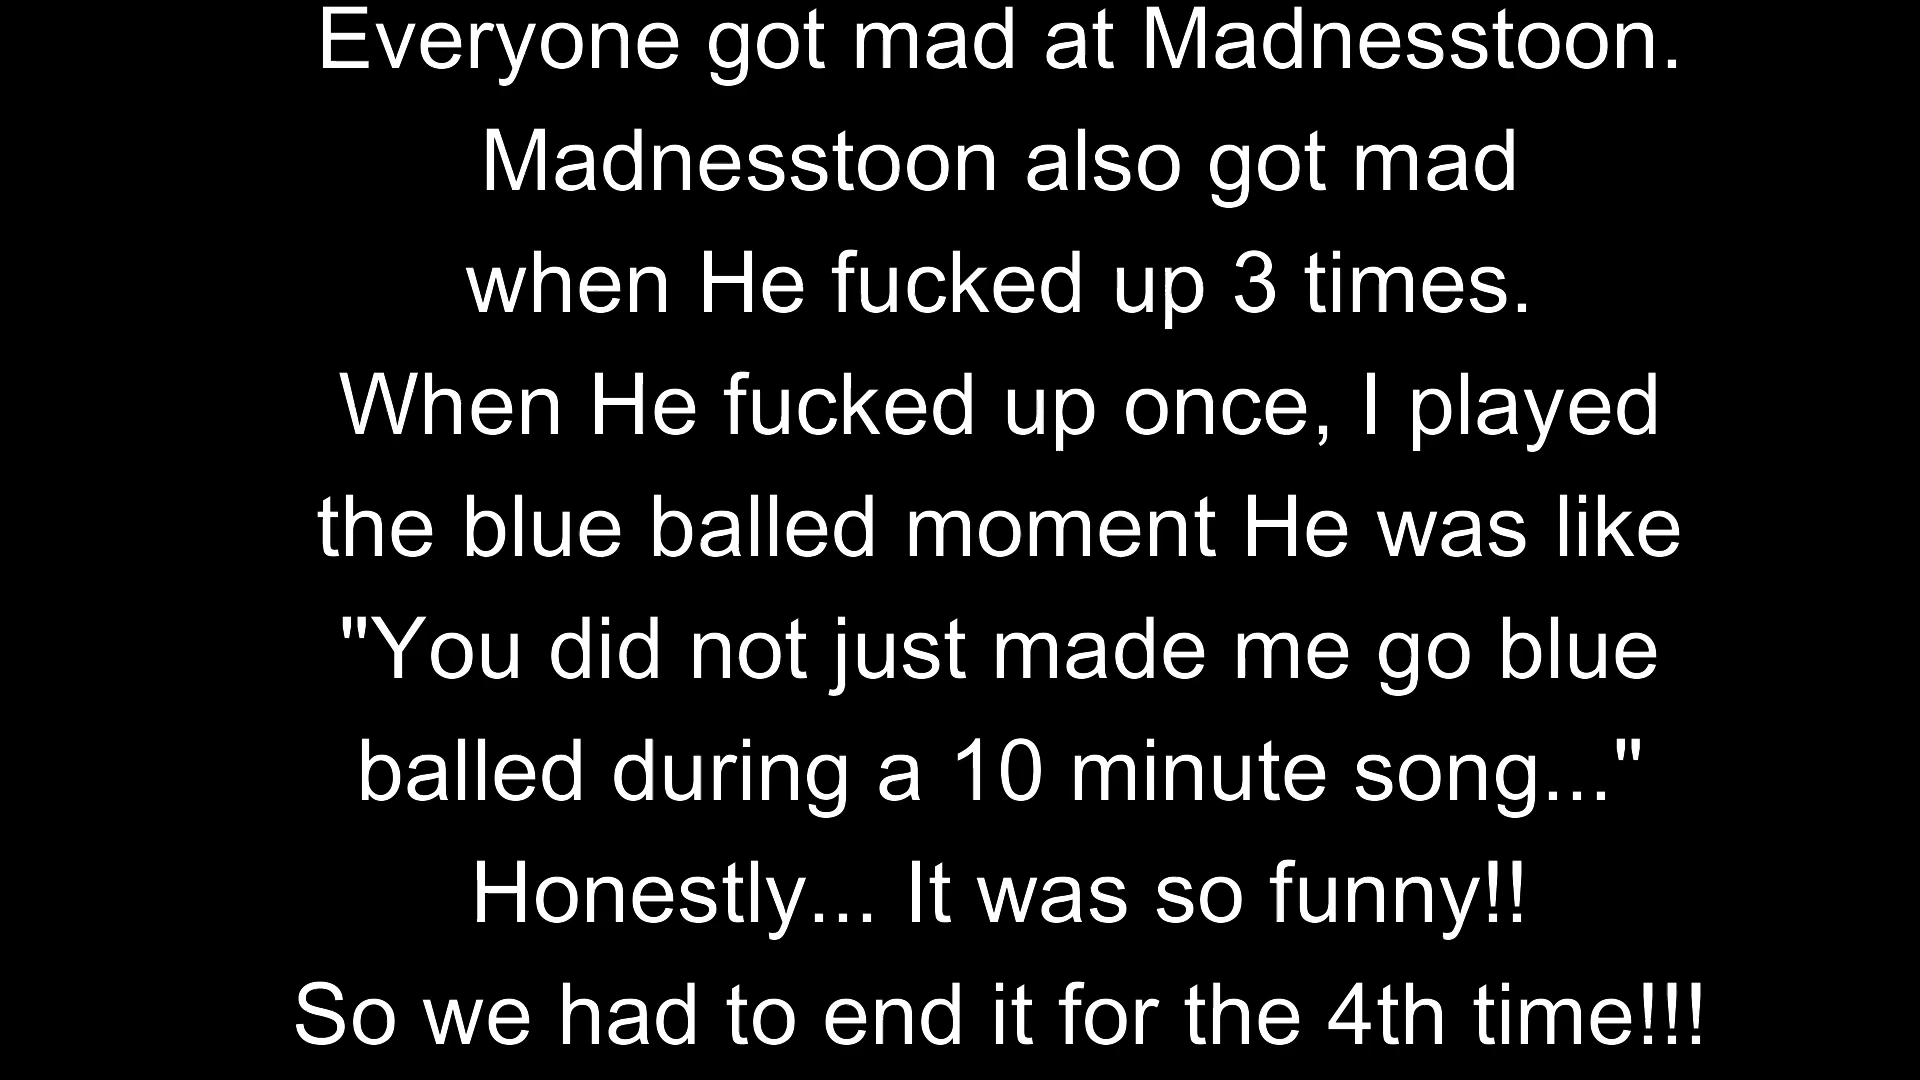 Everyone got mad at Madnesstoon.
Madnesstoon also got mad
when He fucked up 3 times.
When He fucked up once, I played
the blue balled moment He was like
"You did not just made me go blue
balled during a 10 minute song..."
Honestly... It was so funny!!
So we had to end it for the 4th time!!!